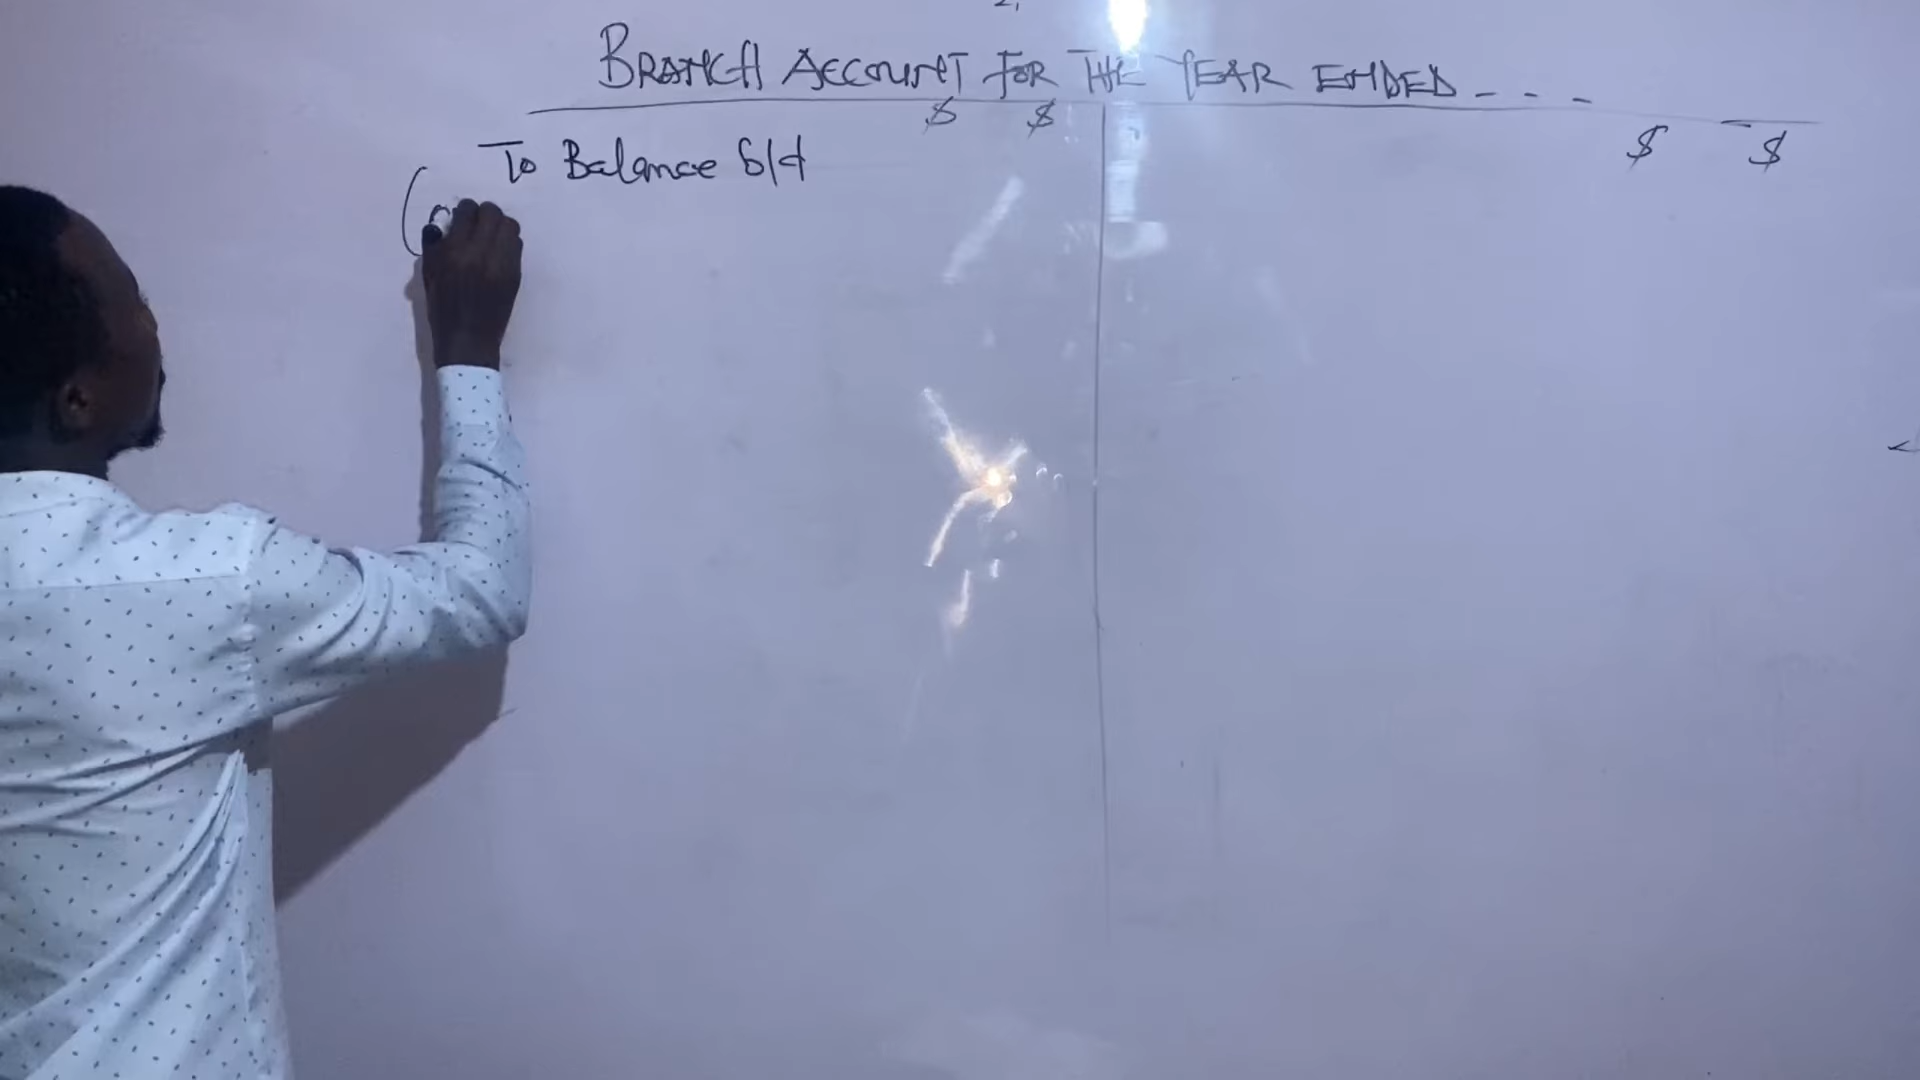 BRANCH ACCOUNT FOR THE YEAR ENDED - - -
$ $ $ $
To Balance b/d
(